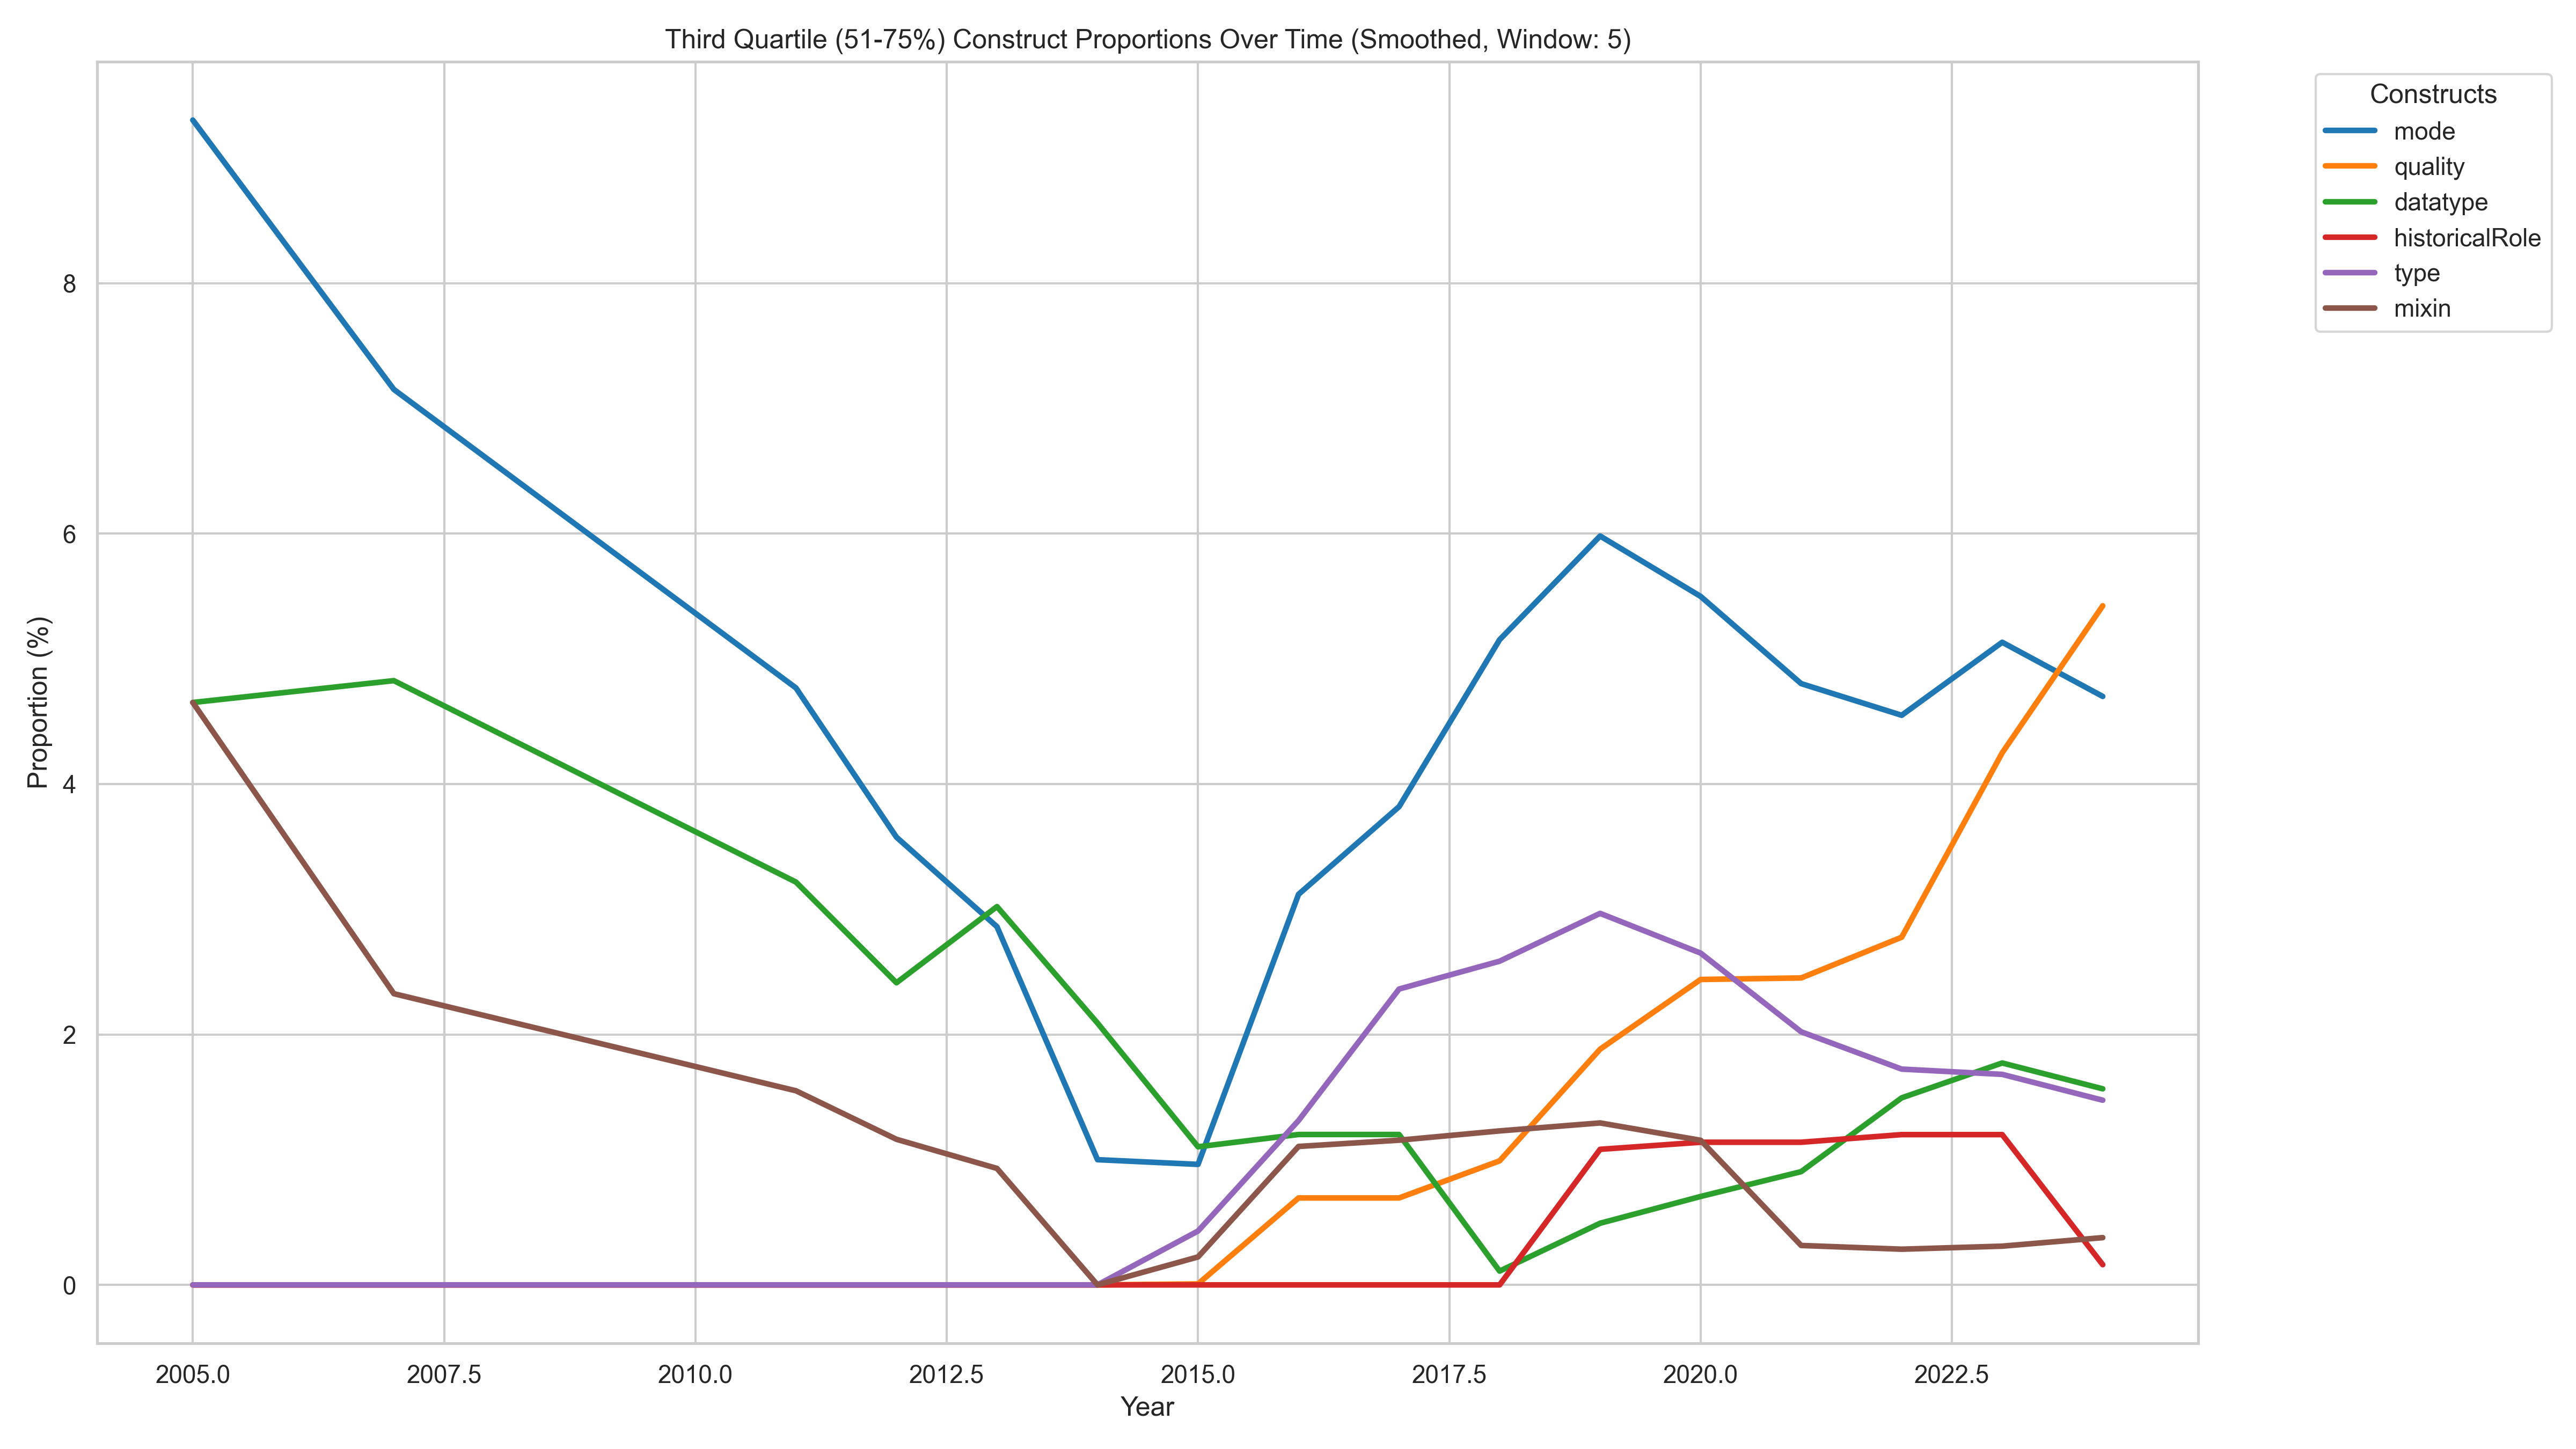 Third Quartile (51-75%) Construct Proportions Over Time (Smoothed, Window: 5)
Constructs
mode
quality
datatype
historicalRole
type
mixin
Proportion (%)
8
6
4
2
0
2005.0 2007.5 2010.0 2012.5 2015.0 2017.5 2020.0 2022.5
Year